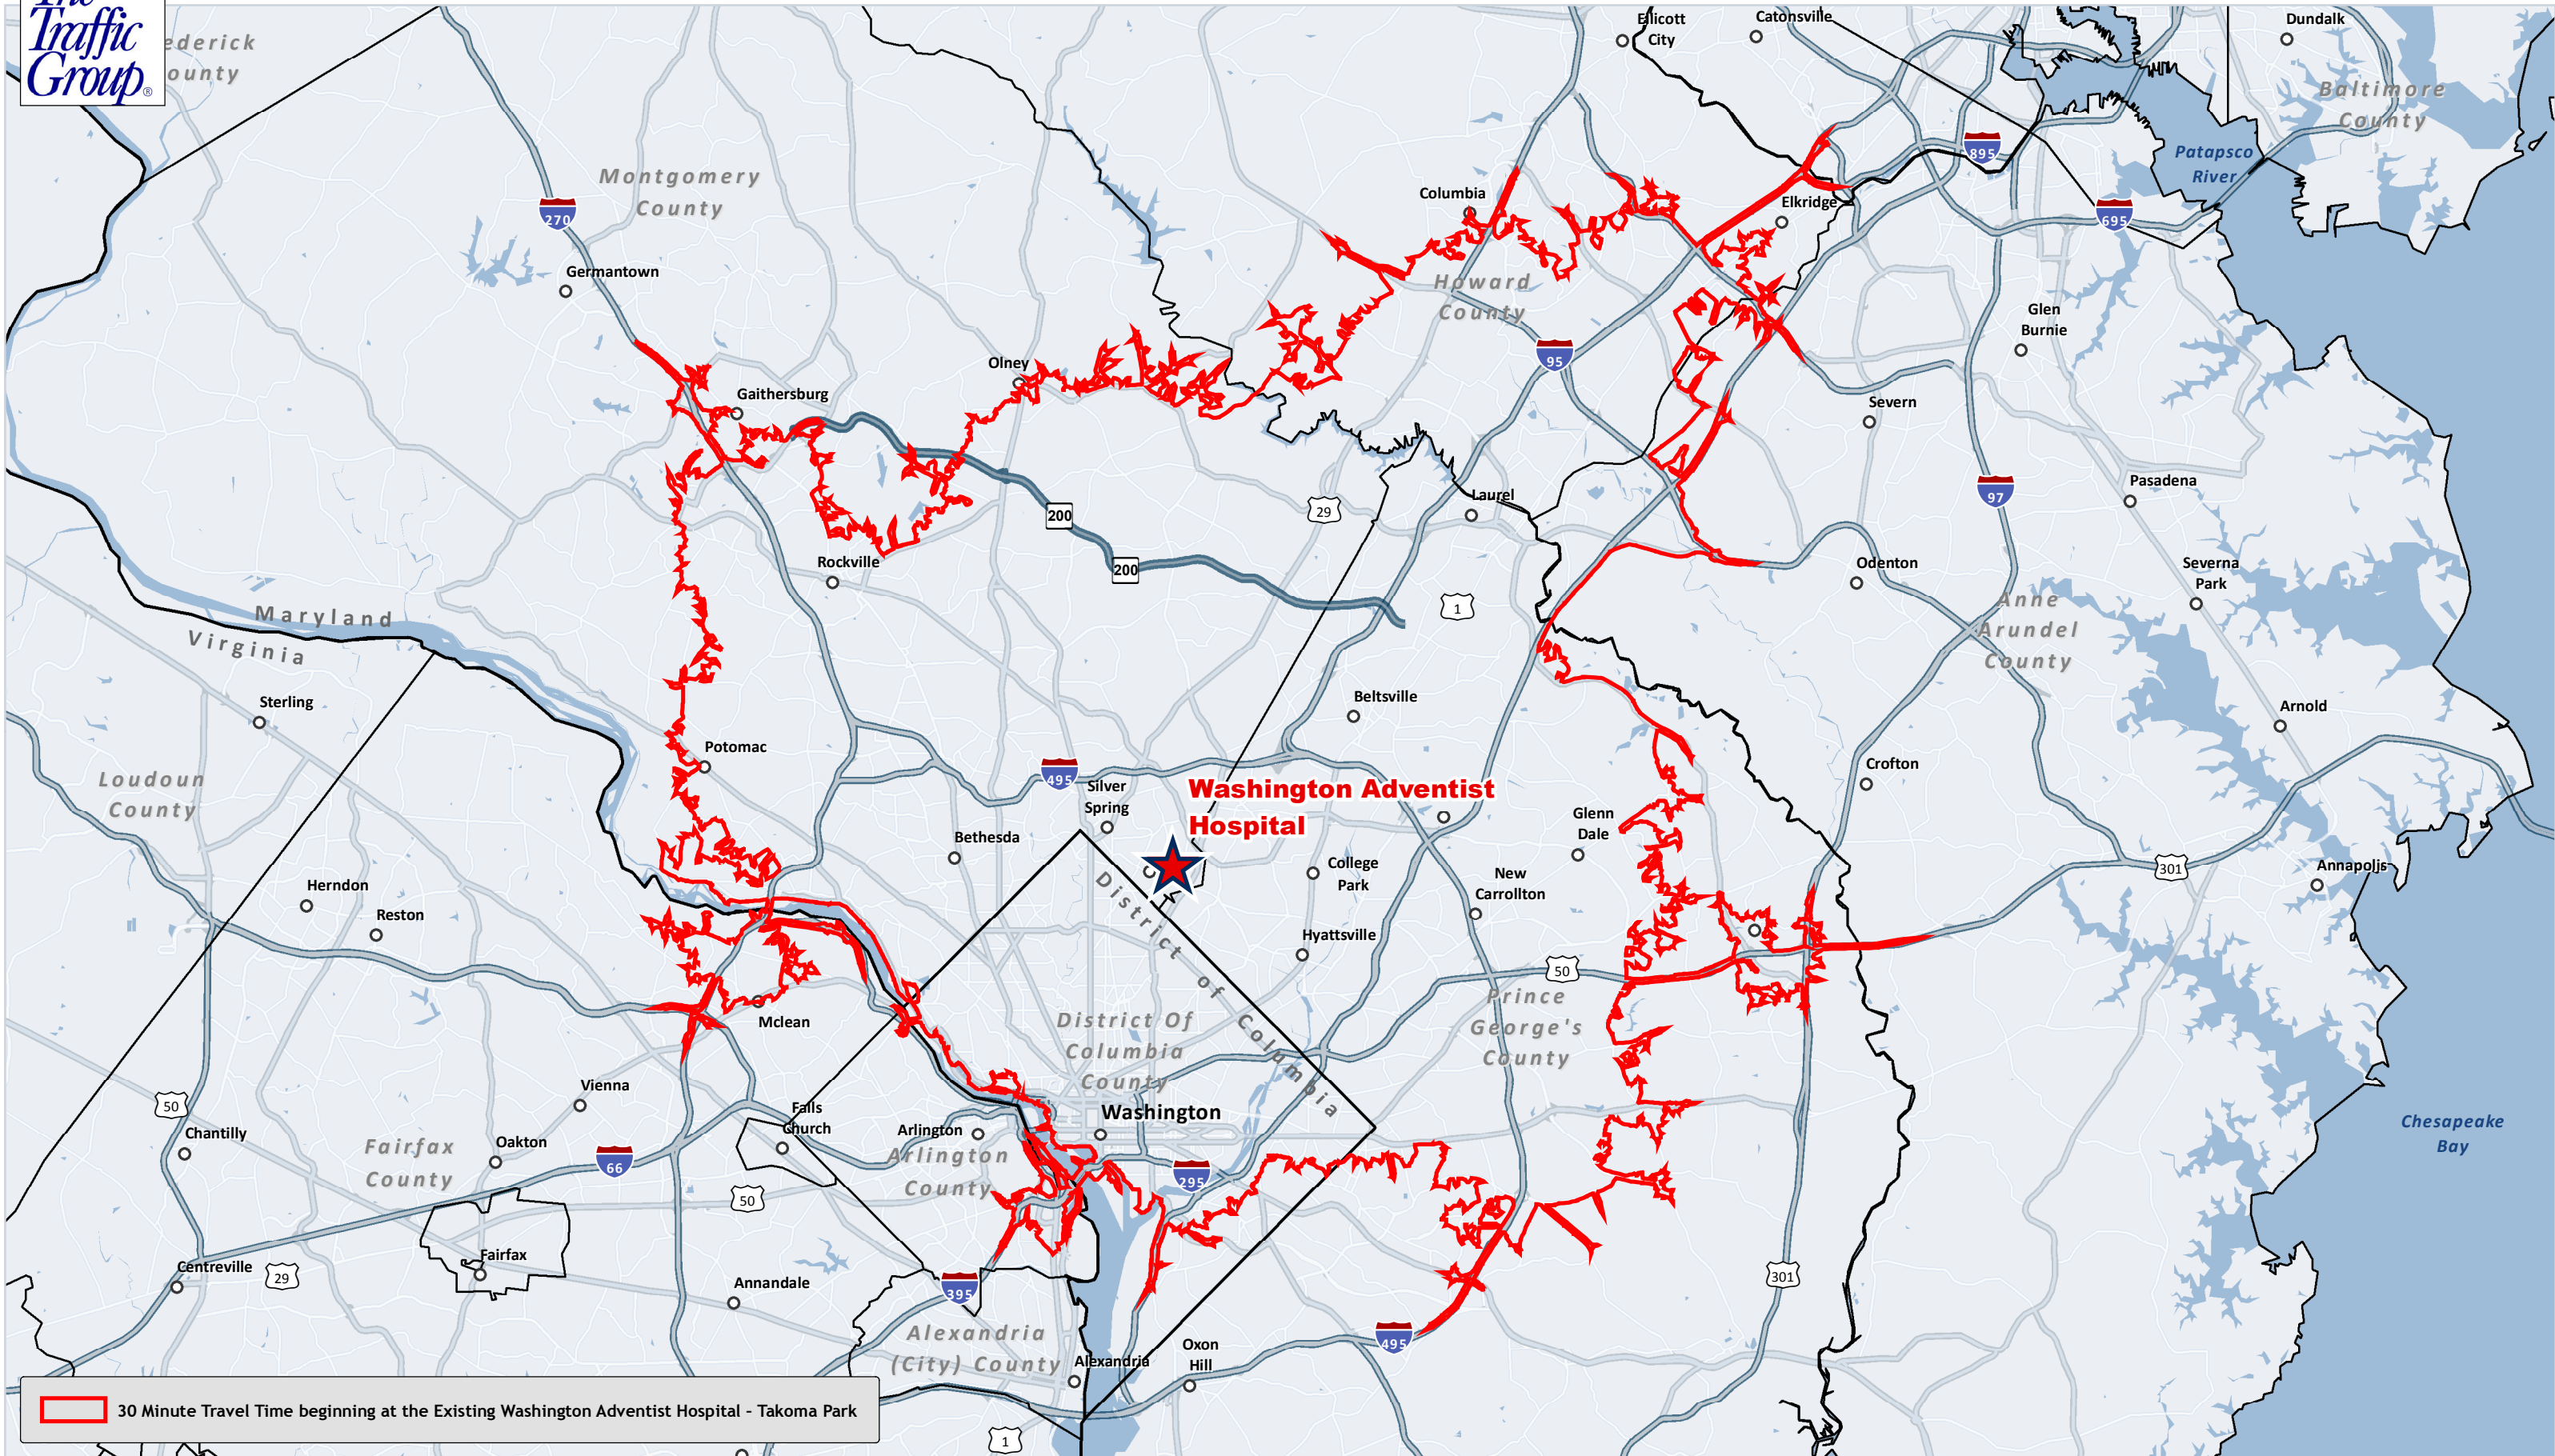 The
Traffic
Group®
ederick
ounty
Ellicott
City
Catonsville
Dundalk
Baltimore
County
Patapsco
River
895
695
Montgomery
County
270
Germantown
Columbia
Elkridge
Howard
County
Glen
Burnie
95
Olney
Gaithersburg
Severn
97
Pasadena
Laurel
29
200
200
Rockville
Odenton
Severna
Park
1
Anne
Arundel
County
Maryland
Virginia
Sterling
Beltsville
Arnold
Potomac
Loudoun
County
495
Silver
Spring
Washington Adventist
Hospital
Crofton
Glenn
Dale
Bethesda
College
Park
301
Annapolis
New
Carrollton
Herndon
Reston
District of Columbia
Hyattsville
50
Prince
George's
County
Mclean
District Of
Columbia
County
Vienna
50
Falls
Church
Washington
Arlington
Chesapeake
Bay
Chantilly
Oakton
Fairfax
County
66
Arlington
County
295
50
Fairfax
Centreville
29
Annandale
395
301
Alexandria
(City) County
Alexandria
Oxon
Hill
495
30 Minute Travel Time beginning at the Existing Washington Adventist Hospital - Takoma Park
1